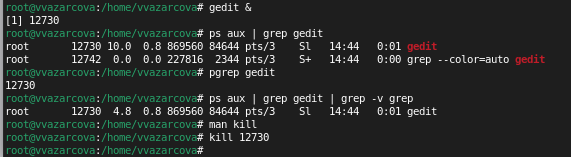 root@vvazarcova:/home/vvazarcova# gedit &
[1] 12730
root@vvazarcova:/home/vvazarcova# ps aux | grep gedit
root       12730 10.0  0.8 869560 84644 pts/3    Sl   14:44   0:01 gedit
root       12742  0.0  0.0 227816  2344 pts/3    S+   14:44   0:00 grep --color=auto gedit
root@vvazarcova:/home/vvazarcova# pgrep gedit
12730
root@vvazarcova:/home/vvazarcova# ps aux | grep gedit | grep -v grep
root       12730  4.8  0.8 869560 84644 pts/3    Sl   14:44   0:01 gedit
root@vvazarcova:/home/vvazarcova# man kill
root@vvazarcova:/home/vvazarcova# kill 12730
root@vvazarcova:/home/vvazarcova#